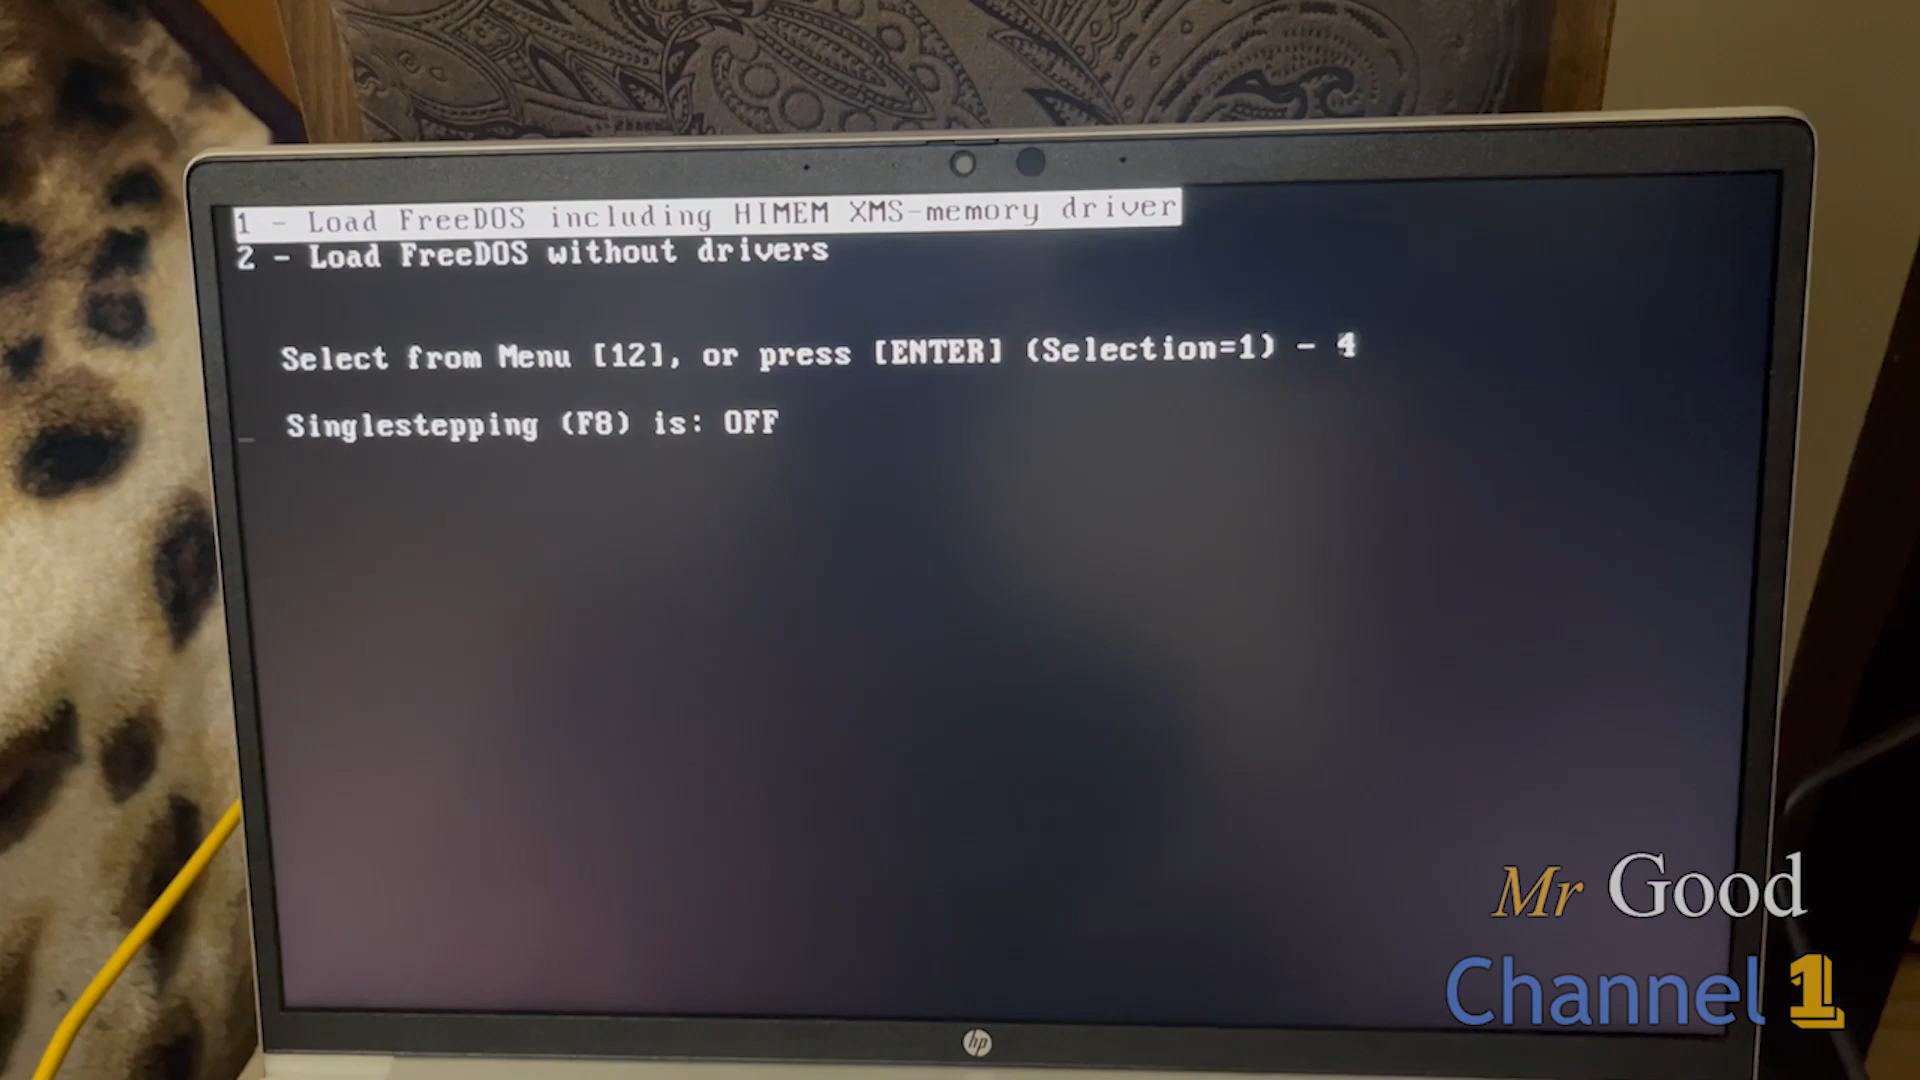 1 - Load FreeDOS including HIMEM XMS-memory driver
2 - Load FreeDOS without drivers
Select from Menu [12], or press [ENTER] (Selection=1) - 4
Singlestepping (F8) is: OFF
_
Mr Good
Channel 1
hp